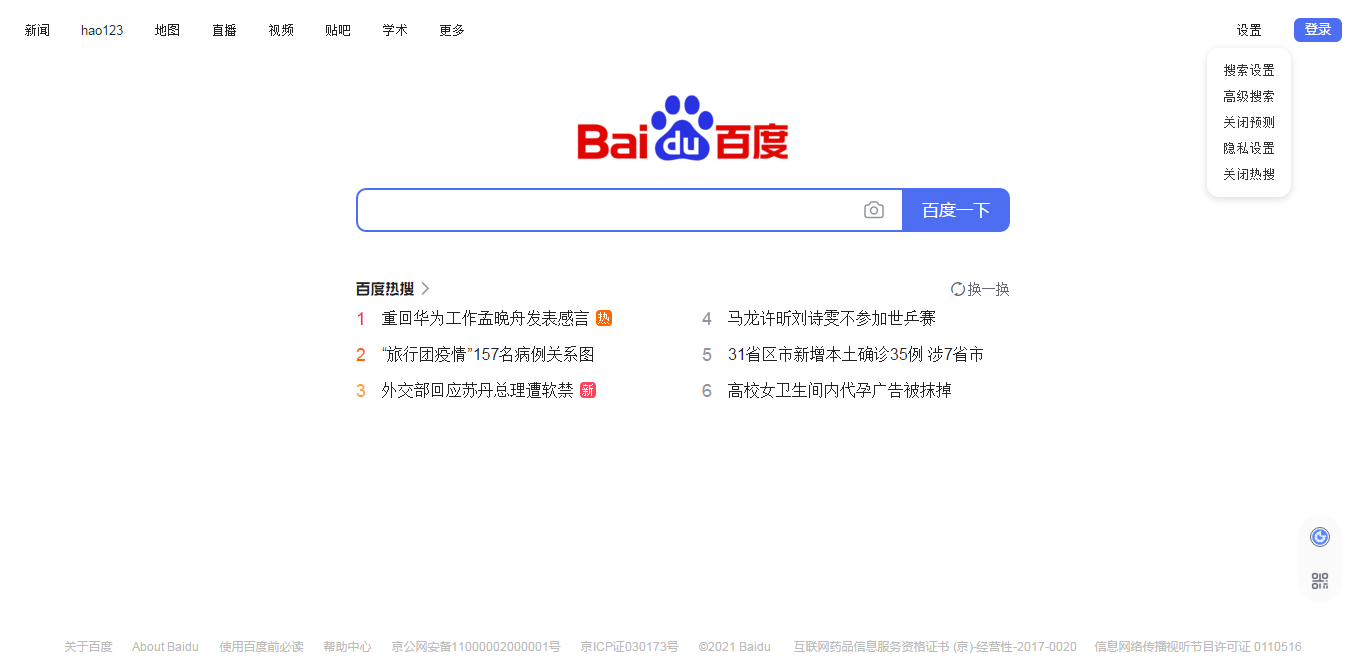 新闻 hao123 地图 直播 视频 贴吧 学术 更多 设置 登录
搜索设置
高级搜索
关闭预测
隐私设置
关闭热搜
Bai du 百度
百度一下
百度热搜 换一换
1 重回华为工作孟晚舟发表感言 热
4 马龙许昕刘诗雯不参加世乒赛
2 “旅行团疫情”157名病例关系图
5 31省区市新增本土确诊35例 涉7省市
3 外交部回应苏丹总理遭软禁 新
6 高校女卫生间内代孕广告被抹掉
关于百度 About Baidu 使用百度前必读 帮助中心 京公网安备11000002000001号 京ICP证030173号 ©2021 Baidu 互联网药品信息服务资格证书 (京)-经营性-2017-0020 信息网络传播视听节目许可证 0110516